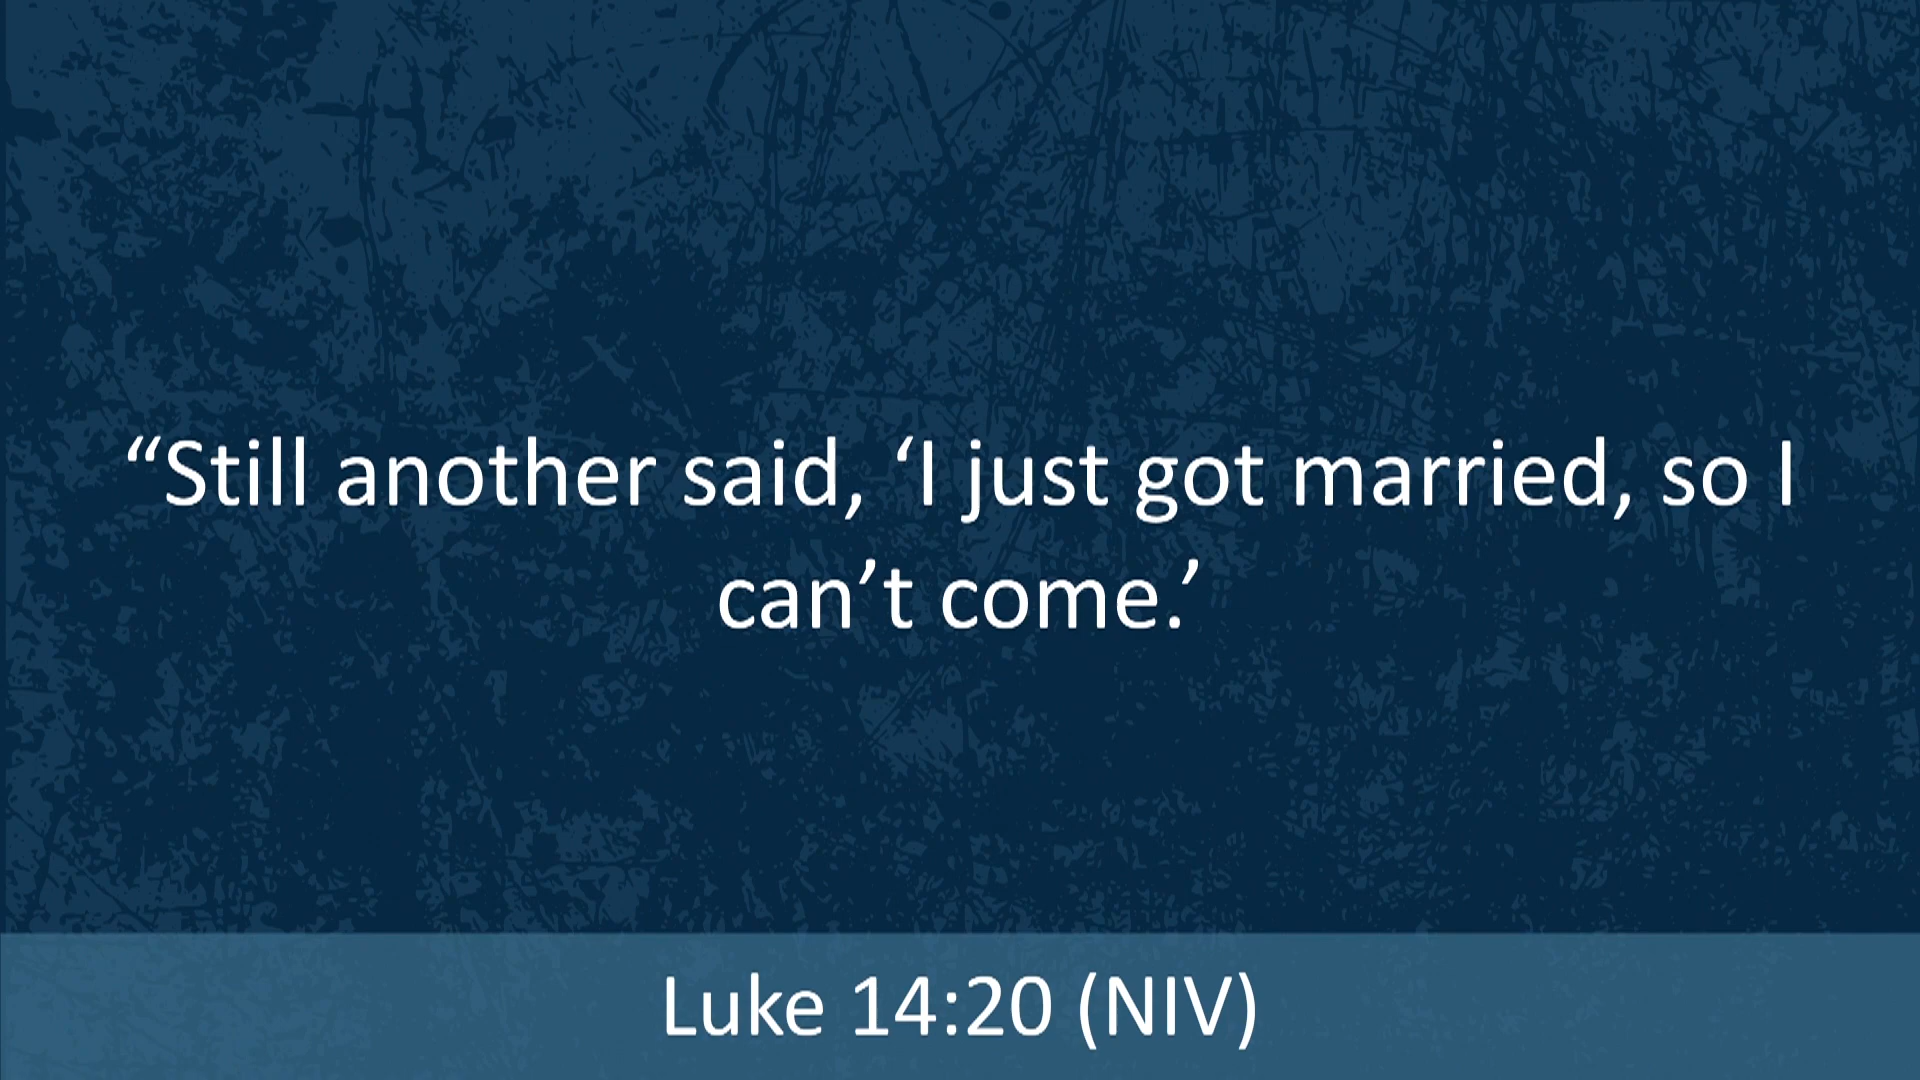 “Still another said, ‘I just got married, so I
can’t come.’
Luke 14:20 (NIV)